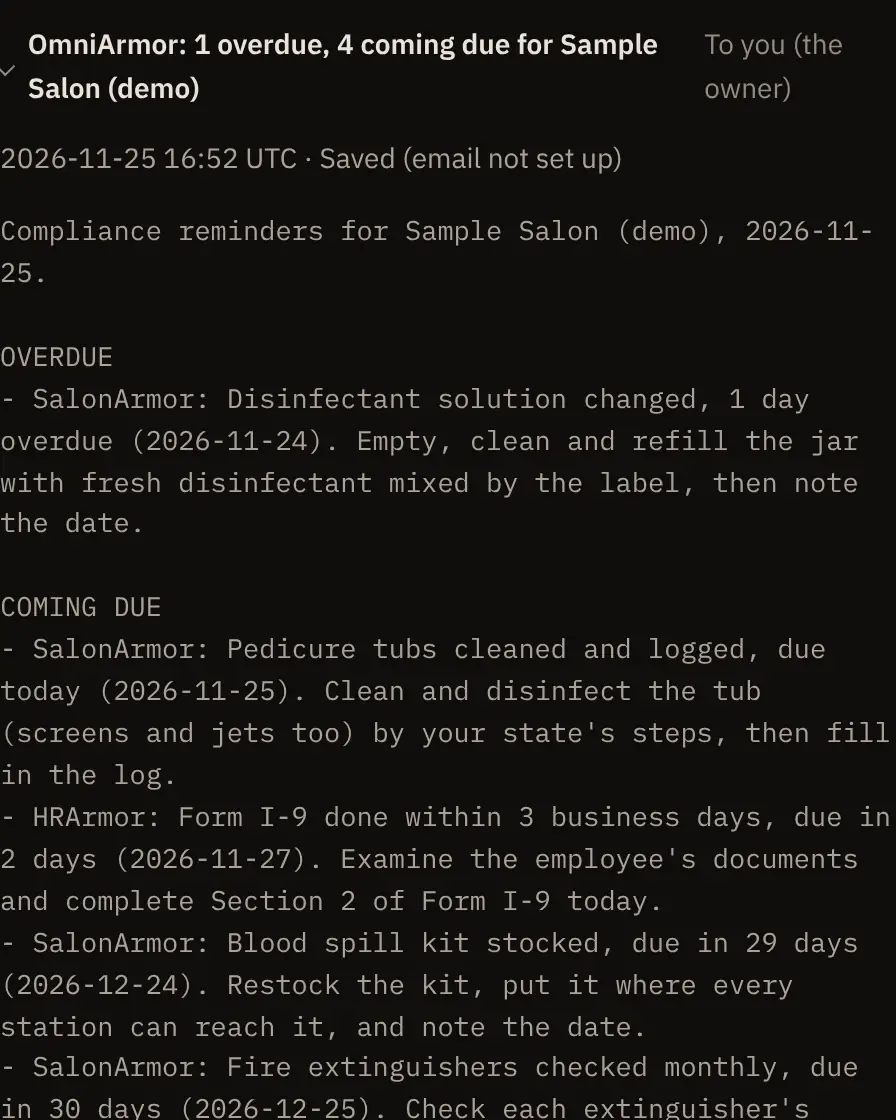 OmniArmor: 1 overdue, 4 coming due for Sample
Salon (demo)
To you (the
owner)
2026-11-25 16:52 UTC · Saved (email not set up)
Compliance reminders for Sample Salon (demo), 2026-11-
25.
OVERDUE
- SalonArmor: Disinfectant solution changed, 1 day
overdue (2026-11-24). Empty, clean and refill the jar
with fresh disinfectant mixed by the label, then note
the date.
COMING DUE
- SalonArmor: Pedicure tubs cleaned and logged, due
today (2026-11-25). Clean and disinfect the tub
(screens and jets too) by your state's steps, then fill
in the log.
- HRArmor: Form I-9 done within 3 business days, due in
2 days (2026-11-27). Examine the employee's documents
and complete Section 2 of Form I-9 today.
- SalonArmor: Blood spill kit stocked, due in 29 days
(2026-12-24). Restock the kit, put it where every
station can reach it, and note the date.
- SalonArmor: Fire extinguishers checked monthly, due
in 30 days (2026-12-25). Check each extinguisher's